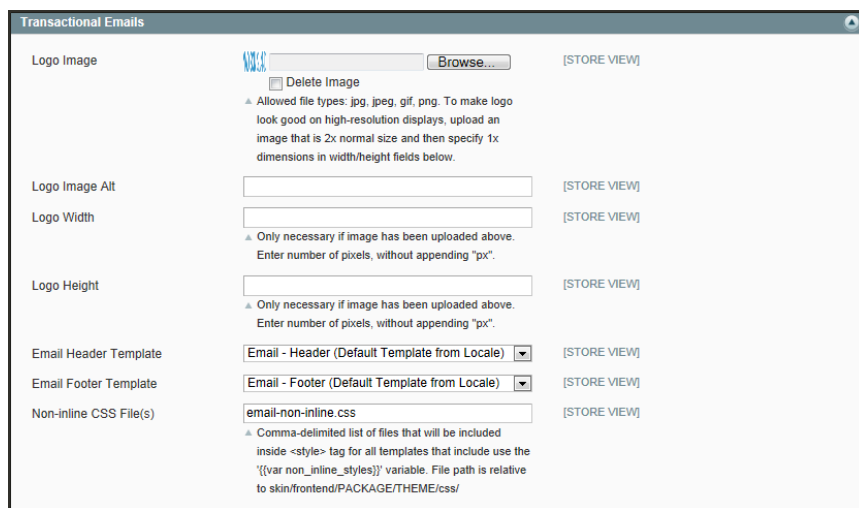 Transactional Emails
Logo Image
Browse...
[STORE VIEW]
Delete Image
Allowed file types: jpg, jpeg, gif, png. To make logo
look good on high-resolution displays, upload an
image that is 2x normal size and then specify 1x
dimensions in width/height fields below.
Logo Image Alt
[STORE VIEW]
Logo Width
[STORE VIEW]
Only necessary if image has been uploaded above.
Enter number of pixels, without appending "px".
Logo Height
[STORE VIEW]
Only necessary if image has been uploaded above.
Enter number of pixels, without appending "px".
Email Header Template
Email - Header (Default Template from Locale)
[STORE VIEW]
Email Footer Template
Email - Footer (Default Template from Locale)
[STORE VIEW]
Non-inline CSS File(s)
email-non-inline.css
[STORE VIEW]
Comma-delimited list of files that will be included
inside <style> tag for all templates that include use the
'{{var non_inline_styles}}' variable. File path is relative
to skin/frontend/PACKAGE/THEME/css/